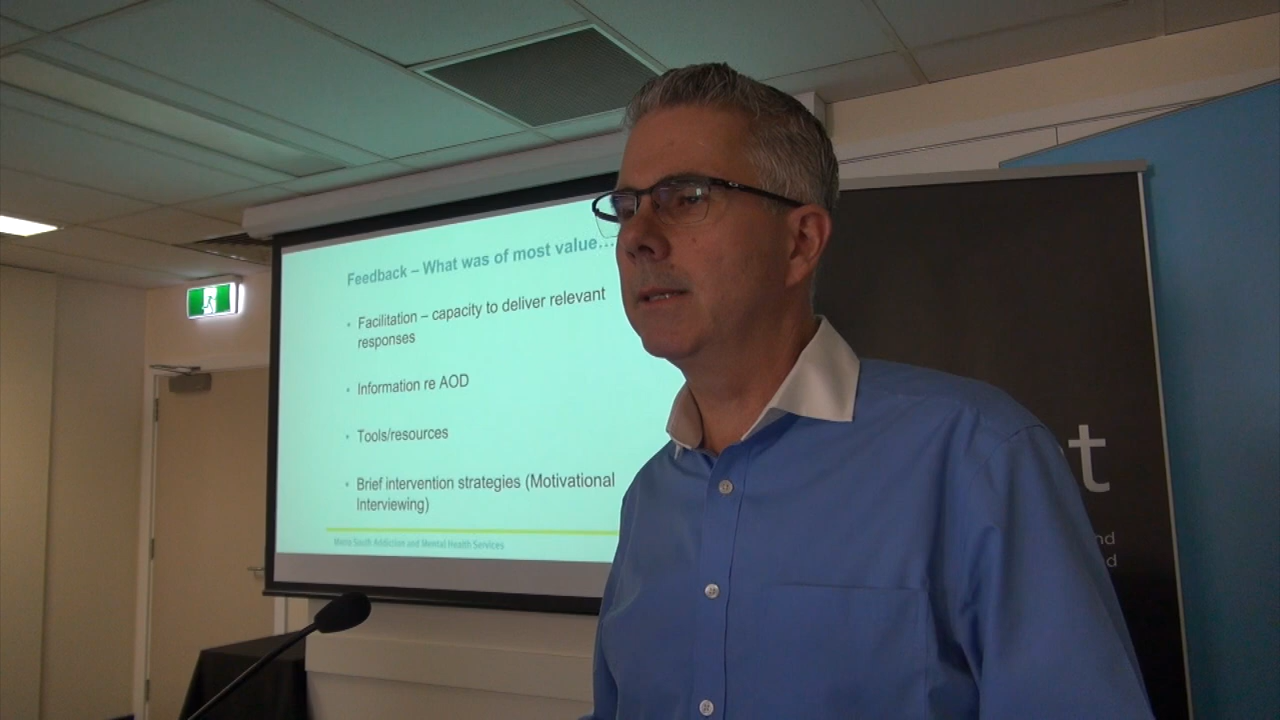 Feedback – What was of most value...
• Facilitation – capacity to deliver relevant
responses
• Information re AOD
• Tools/resources
• Brief intervention strategies (Motivational
Interviewing)
Metro South Addiction and Mental Health Services
t
nd
d